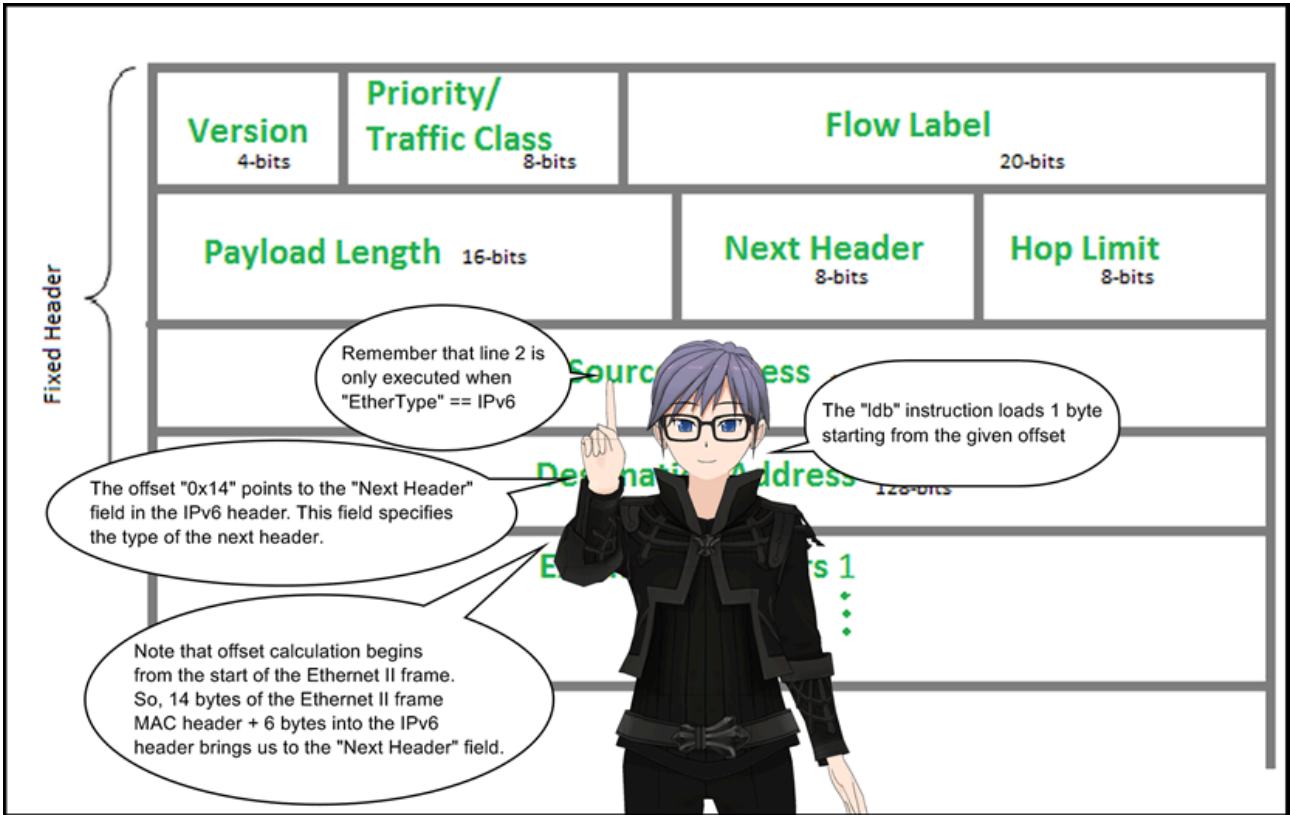 Version
4-bits
Priority/
Traffic Class
8-bits
Flow Label
20-bits
Payload Length 16-bits
Next Header
8-bits
Hop Limit
8-bits
Fixed Header
Remember that line 2 is
only executed when
"EtherType" == IPv6
The "ldb" instruction loads 1 byte
starting from the given offset
The offset "0x14" points to the "Next Header"
field in the IPv6 header. This field specifies
the type of the next header.
128-bits
1
Note that offset calculation begins
from the start of the Ethernet II frame.
So, 14 bytes of the Ethernet II frame
MAC header + 6 bytes into the IPv6
header brings us to the "Next Header" field.